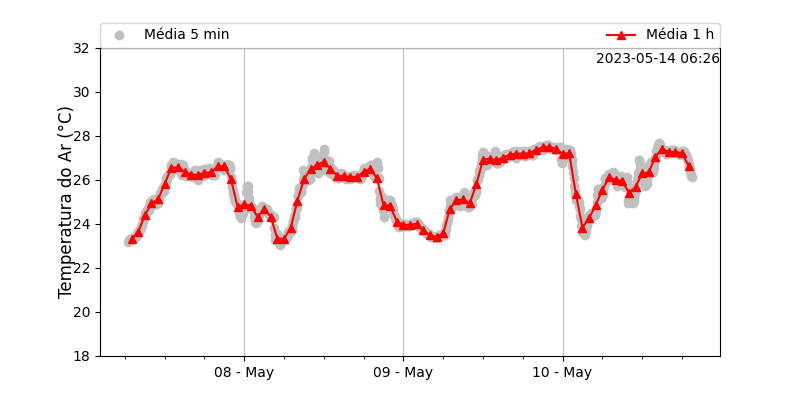 Média 5 min
Média 1 h
2023-05-14 06:26
Temperatura do Ar (°C)
32
30
28
26
24
22
20
18
08 - May
09 - May
10 - May